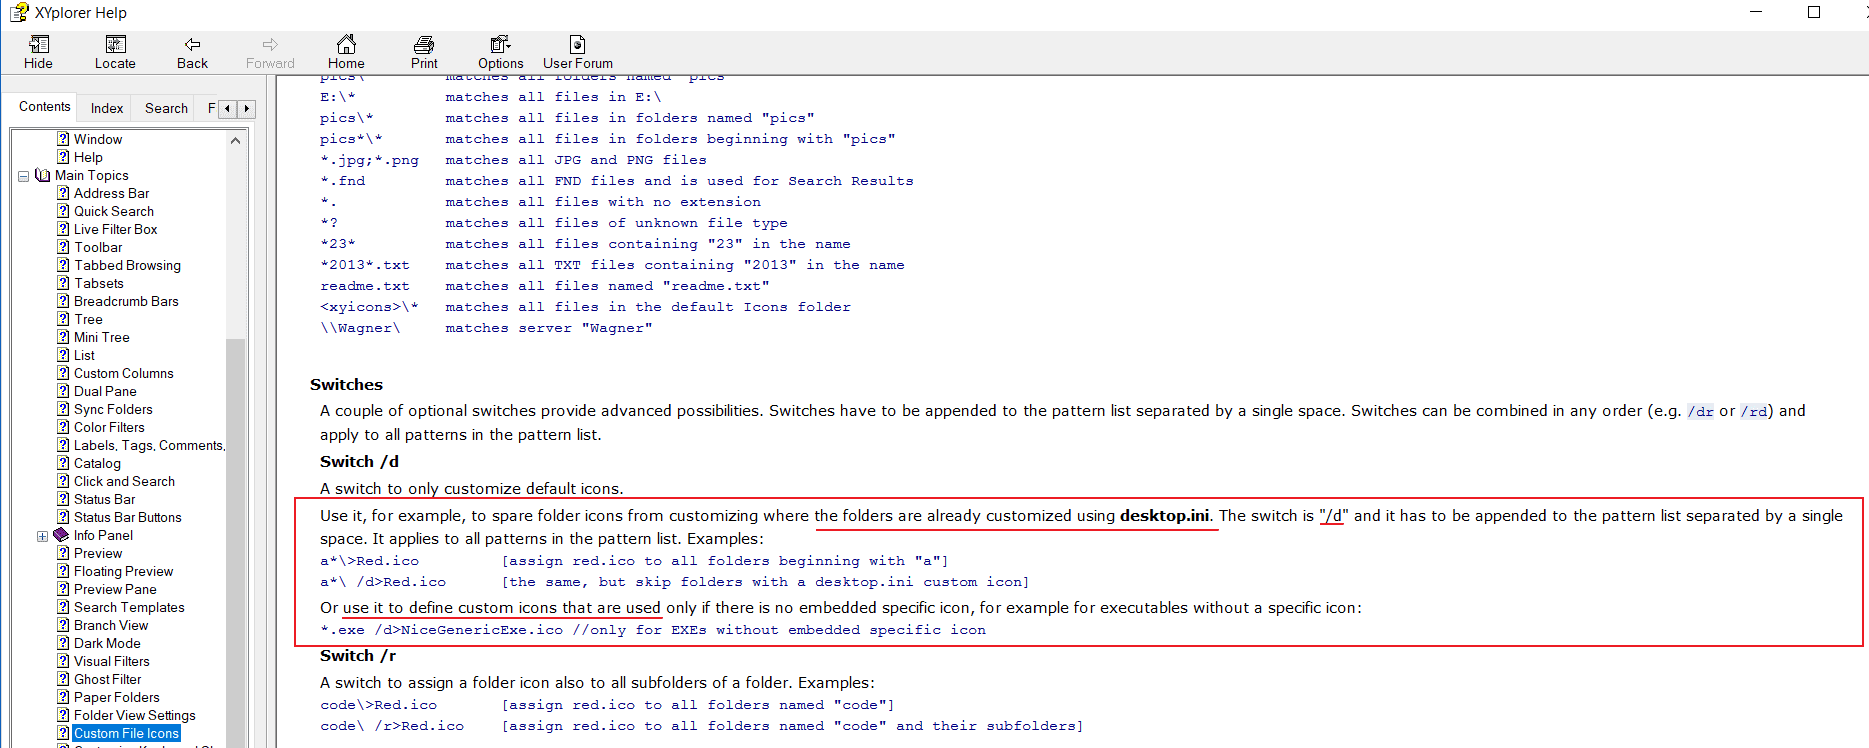 XYplorer Help
Hide Locate Back Forward Home Print Options User Forum
Contents Index Search F
Window
Help
Main Topics
Address Bar
Quick Search
Live Filter Box
Toolbar
Tabbed Browsing
Tabsets
Breadcrumb Bars
Tree
Mini Tree
List
Custom Columns
Dual Pane
Sync Folders
Color Filters
Labels, Tags, Comments,
Catalog
Click and Search
Status Bar
Status Bar Buttons
Info Panel
Preview
Floating Preview
Preview Pane
Search Templates
Branch View
Dark Mode
Visual Filters
Ghost Filter
Paper Folders
Folder View Settings
Custom File Icons
pics\ matches all folders named "pics"
E:\* matches all files in E:\
pics\* matches all files in folders named "pics"
pics*\* matches all files in folders beginning with "pics"
*.jpg;*.png matches all JPG and PNG files
*.fnd matches all FND files and is used for Search Results
*. matches all files with no extension
*? matches all files of unknown file type
*23* matches all files containing "23" in the name
*2013*.txt matches all TXT files containing "2013" in the name
readme.txt matches all files named "readme.txt"
<xyicons>\* matches all files in the default Icons folder
\\Wagner\ matches server "Wagner"
Switches
A couple of optional switches provide advanced possibilities. Switches have to be appended to the pattern list separated by a single space. Switches can be combined in any order (e.g. /dr or /rd) and
apply to all patterns in the pattern list.
Switch /d
A switch to only customize default icons.
Use it, for example, to spare folder icons from customizing where the folders are already customized using desktop.ini. The switch is "/d" and it has to be appended to the pattern list separated by a single
space. It applies to all patterns in the pattern list. Examples:
a*\>Red.ico [assign red.ico to all folders beginning with "a"]
a*\ /d>Red.ico [the same, but skip folders with a desktop.ini custom icon]
Or use it to define custom icons that are used only if there is no embedded specific icon, for example for executables without a specific icon:
*.exe /d>NiceGenericExe.ico //only for EXEs without embedded specific icon
Switch /r
A switch to assign a folder icon also to all subfolders of a folder. Examples:
code\>Red.ico [assign red.ico to all folders named "code"]
code\ /r>Red.ico [assign red.ico to all folders named "code" and their subfolders]